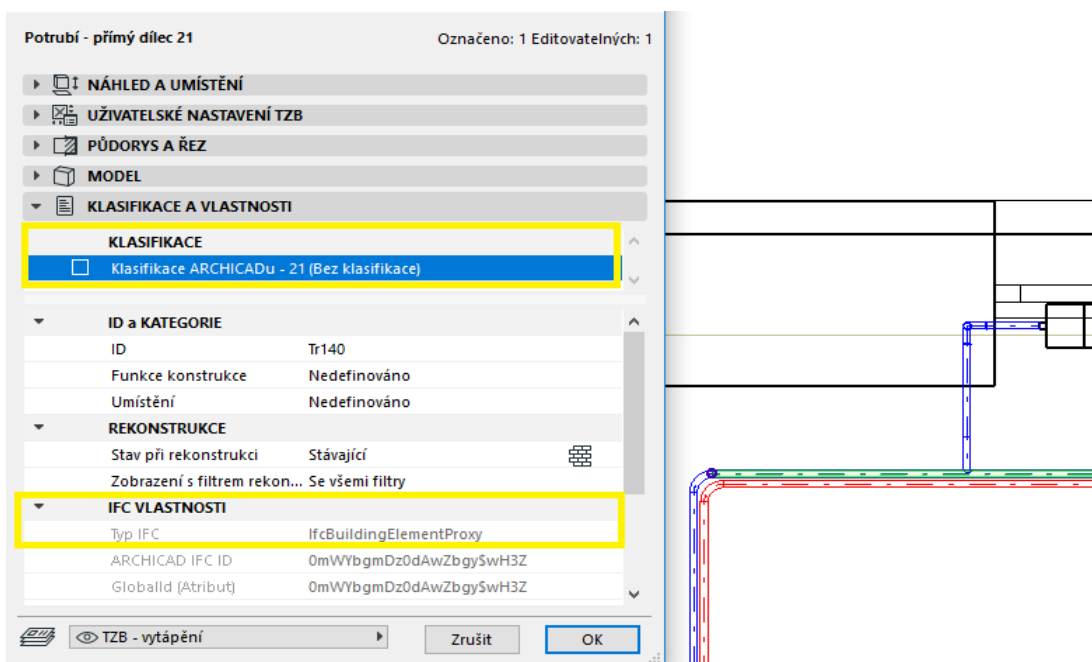 Potrubí - přímý dílec 21 Označeno: 1 Editovatelných: 1
NÁHLED A UMÍSTĚNÍ
UŽIVATELSKÉ NASTAVENÍ TZB
PŮDORYS A ŘEZ
MODEL
KLASIFIKACE A VLASTNOSTI
KLASIFIKACE
Klasifikace ARCHICADu - 21 (Bez klasifikace)
ID a KATEGORIE
ID Tr140
Funkce konstrukce Nedefinováno
Umístění Nedefinováno
REKONSTRUKCE
Stav při rekonstrukci Stávající
Zobrazení s filtrem rekon... Se všemi filtry
IFC VLASTNOSTI
Typ IFC IfcBuildingElementProxy
ARCHICAD IFC ID 0mWYbgmDz0dAwZbgy$wH3Z
GlobalId (Atribut) 0mWYbgmDz0dAwZbgy$wH3Z
TZB - vytápění Zrušit OK